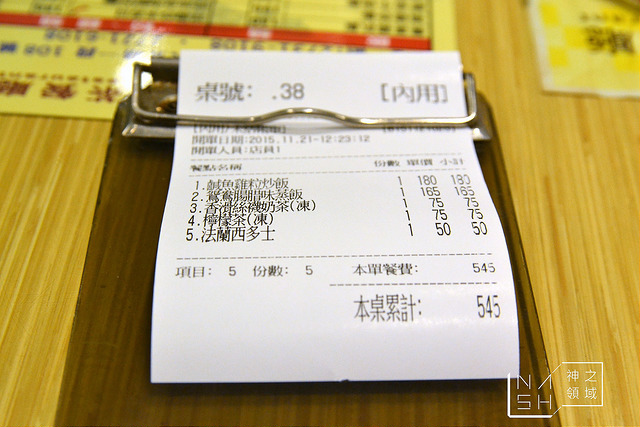 桌號: .38 【內用】
開單日期:2015.11.21-12:23:12
開單人員:店員1
餐點名稱 份數 單價 小計
1.鹹魚雞粒炒飯 1 180 180
2.鴛鴦腸腊味蒸飯 1 165 165
3.香港絲襪奶茶(凍) 1 75 75
4.檸檬茶(凍) 1 75 75
5.法蘭西多士 1 50 50
項目: 5 份數: 5 本單餐費: 545
本桌累計: 545
NASH 神之領域